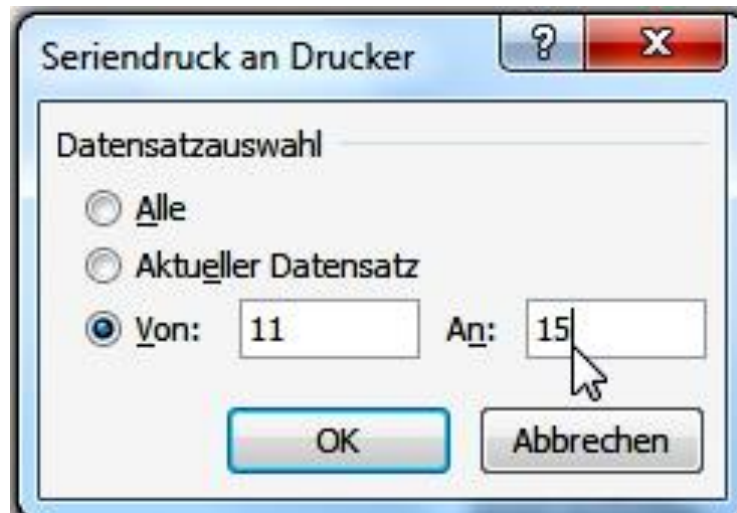 Seriendruck an Drucker ?
Datensatzauswahl
Alle
Aktueller Datensatz
Von: 11 An: 15
OK Abbrechen